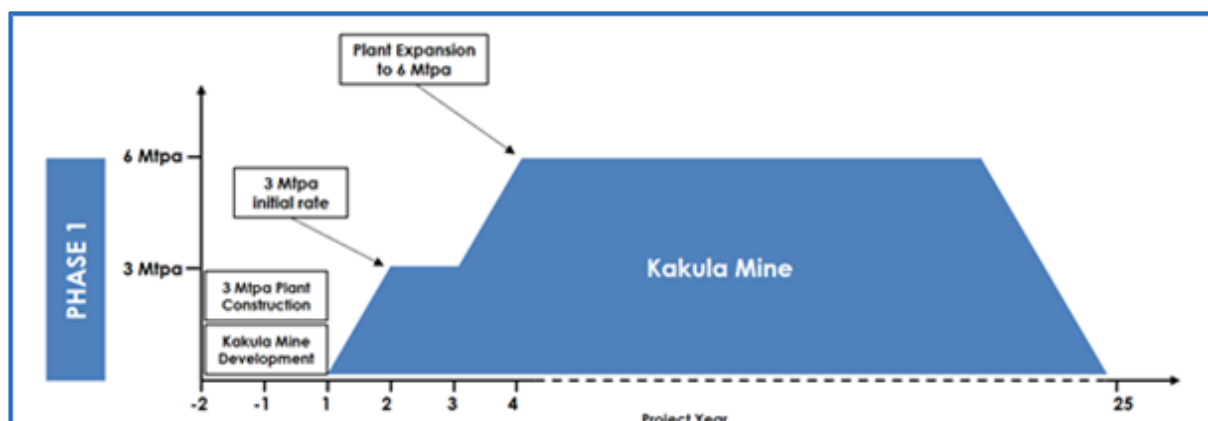 Plant Expansion
to 6 Mtpa
6 Mtpa
3 Mtpa
initial rate
PHASE 1
3 Mtpa
Kakula Mine
3 Mtpa Plant
Construction
Kakula Mine
Development
-2 -1 1 2 3 4 25
Project Year